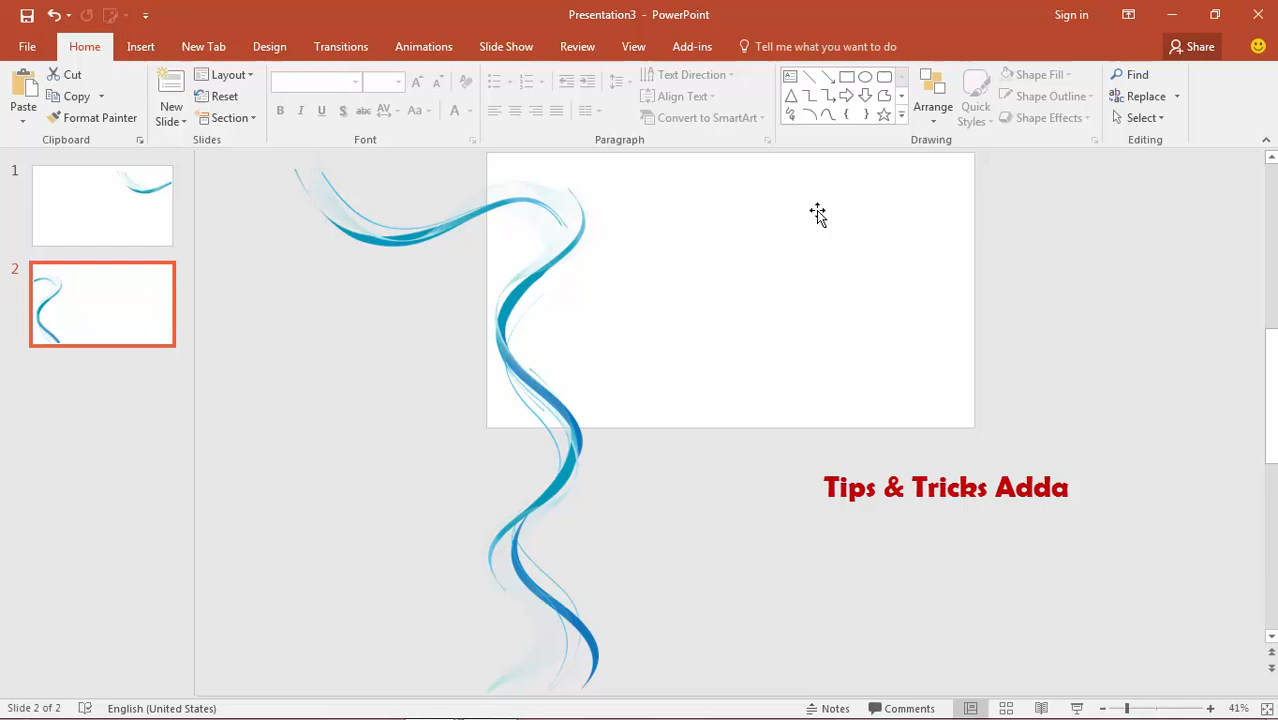 Presentation3 - PowerPoint
Sign in
File
Home
Insert
New Tab
Design
Transitions
Animations
Slide Show
Review
View
Add-ins
Tell me what you want to do
Share
Paste
Cut
Copy
Format Painter
Clipboard
New
Slide
Layout
Reset
Section
Slides
B I U S abc AV Aa A
Font
Text Direction
Align Text
Convert to SmartArt
Paragraph
Arrange
Quick
Styles
Shape Fill
Shape Outline
Shape Effects
Drawing
Find
Replace
Select
Editing
1
2
Tips & Tricks Adda
Slide 2 of 2
English (United States)
Notes
Comments
41%